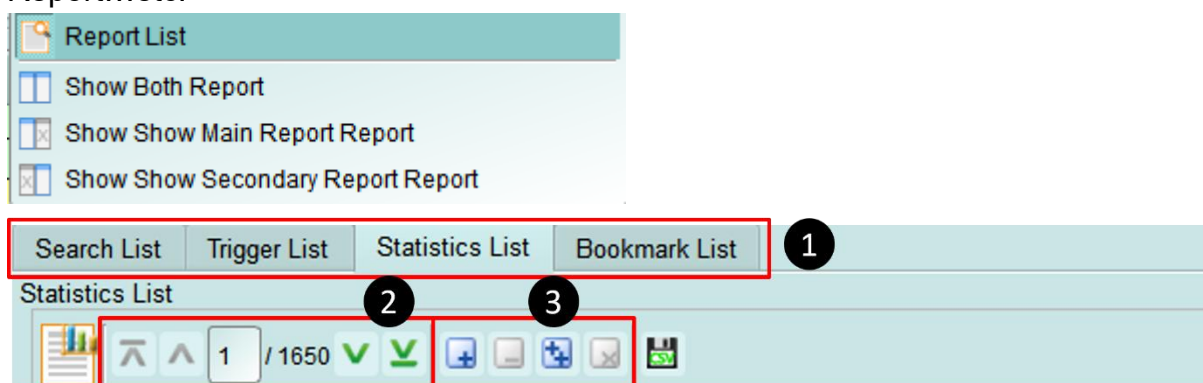 Report List
Show Both Report
Show Show Main Report Report
Show Show Secondary Report Report
Search List Trigger List Statistics List Bookmark List 1
Statistics List
2 3
1 / 1650 CSV